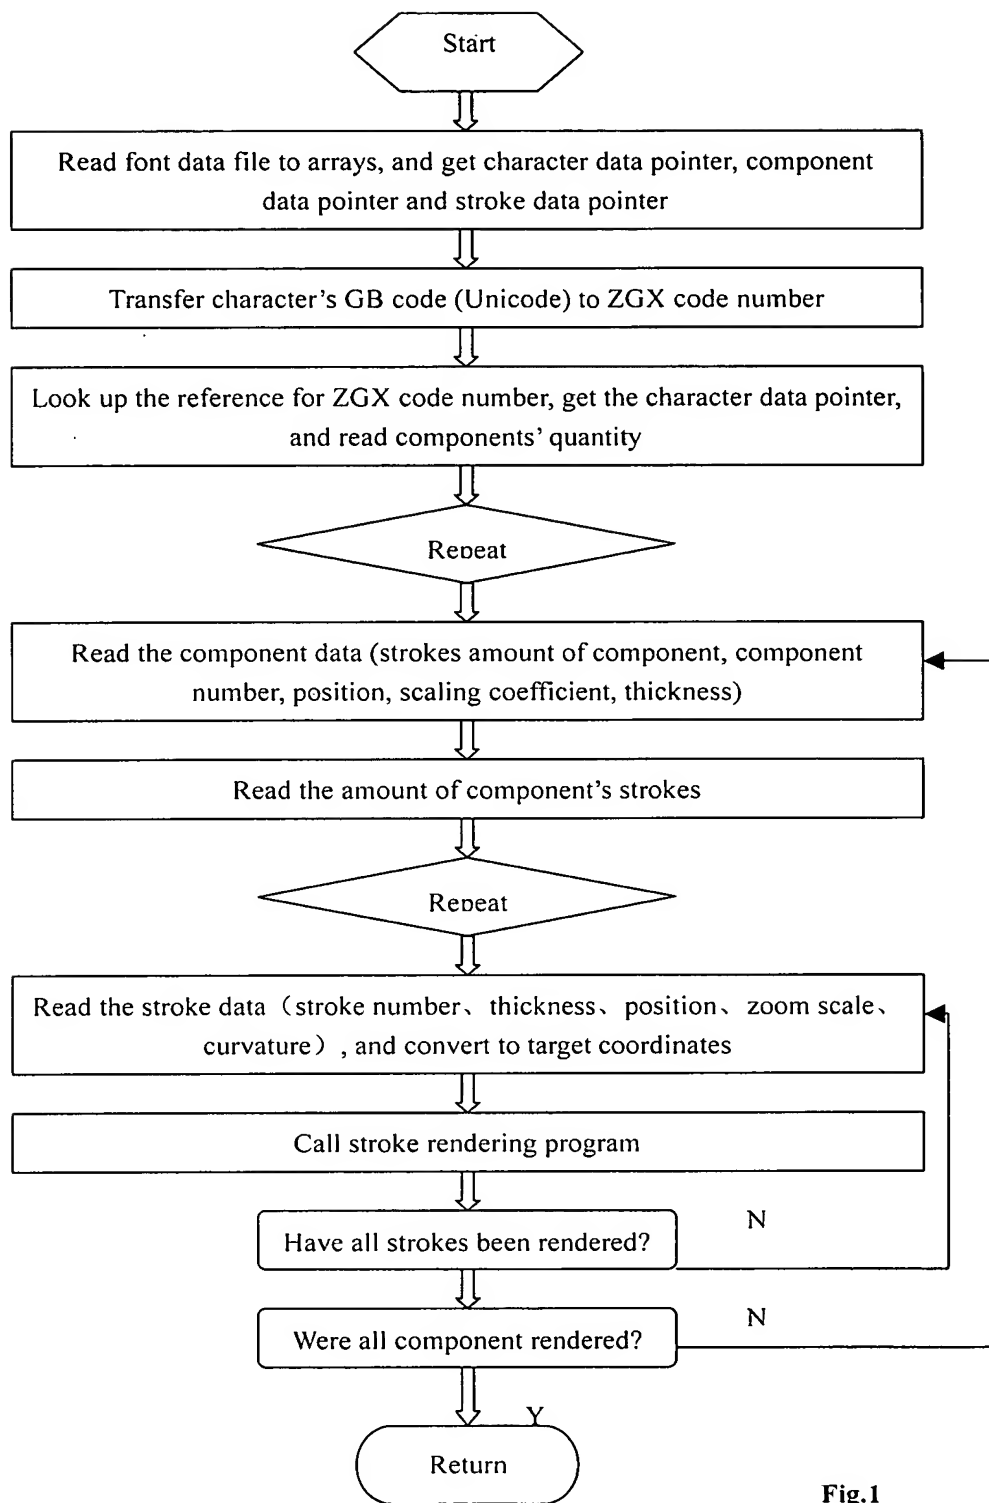 Start
Read font data file to arrays, and get character data pointer, component
data pointer and stroke data pointer
Transfer character's GB code (Unicode) to ZGX code number
Look up the reference for ZGX code number, get the character data pointer,
and read components' quantity
Repeat
Read the component data (strokes amount of component, component
number, position, scaling coefficient, thickness)
Read the amount of component's strokes
Repeat
Read the stroke data（stroke number、thickness、position、zoom scale、
curvature）, and convert to target coordinates
Call stroke rendering program
N
Have all strokes been rendered?
N
Were all component rendered?
Y
Return
Fig.1